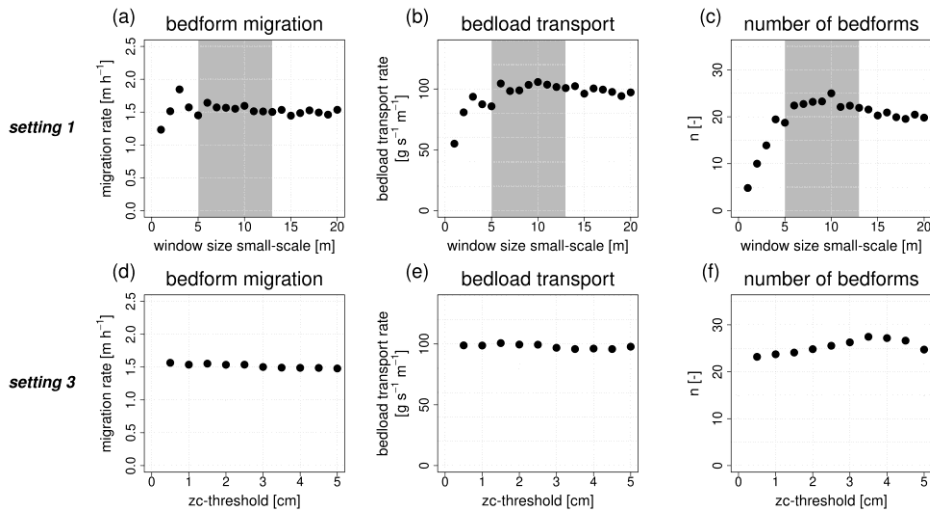 (a) bedform migration
(b) bedload transport
(c) number of bedforms
setting 1
migration rate [m h⁻¹]
0.0 0.5 1.0 1.5 2.0 2.5
0 5 10 15 20
window size small-scale [m]
bedload transport rate
[g s⁻¹ m⁻¹]
0 50 100
0 5 10 15 20
window size small-scale [m]
n [-]
0 10 20 30
0 5 10 15 20
window size small-scale [m]
(d) bedform migration
(e) bedload transport
(f) number of bedforms
setting 3
migration rate [m h⁻¹]
0.0 0.5 1.0 1.5 2.0 2.5
0 1 2 3 4 5
zc-threshold [cm]
bedload transport rate
[g s⁻¹ m⁻¹]
0 50 100
0 1 2 3 4 5
zc-threshold [cm]
n [-]
0 10 20 30
0 1 2 3 4 5
zc-threshold [cm]